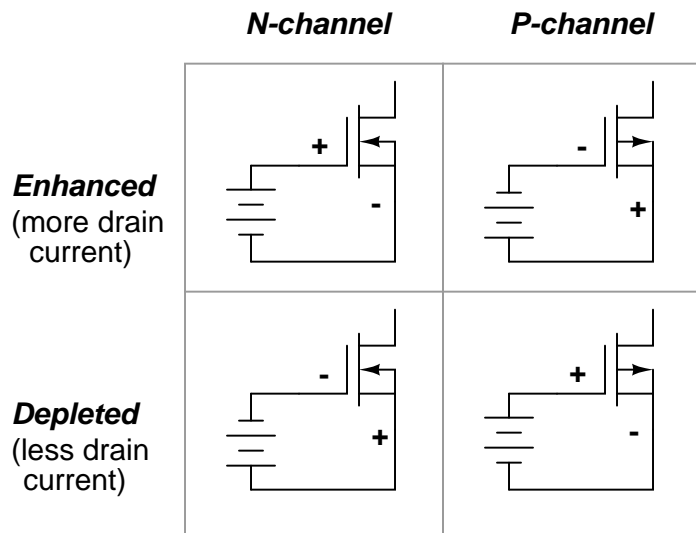 N-channel P-channel
Enhanced
(more drain
current)
+
-
-
+
Depleted
(less drain
current)
-
+
+
-